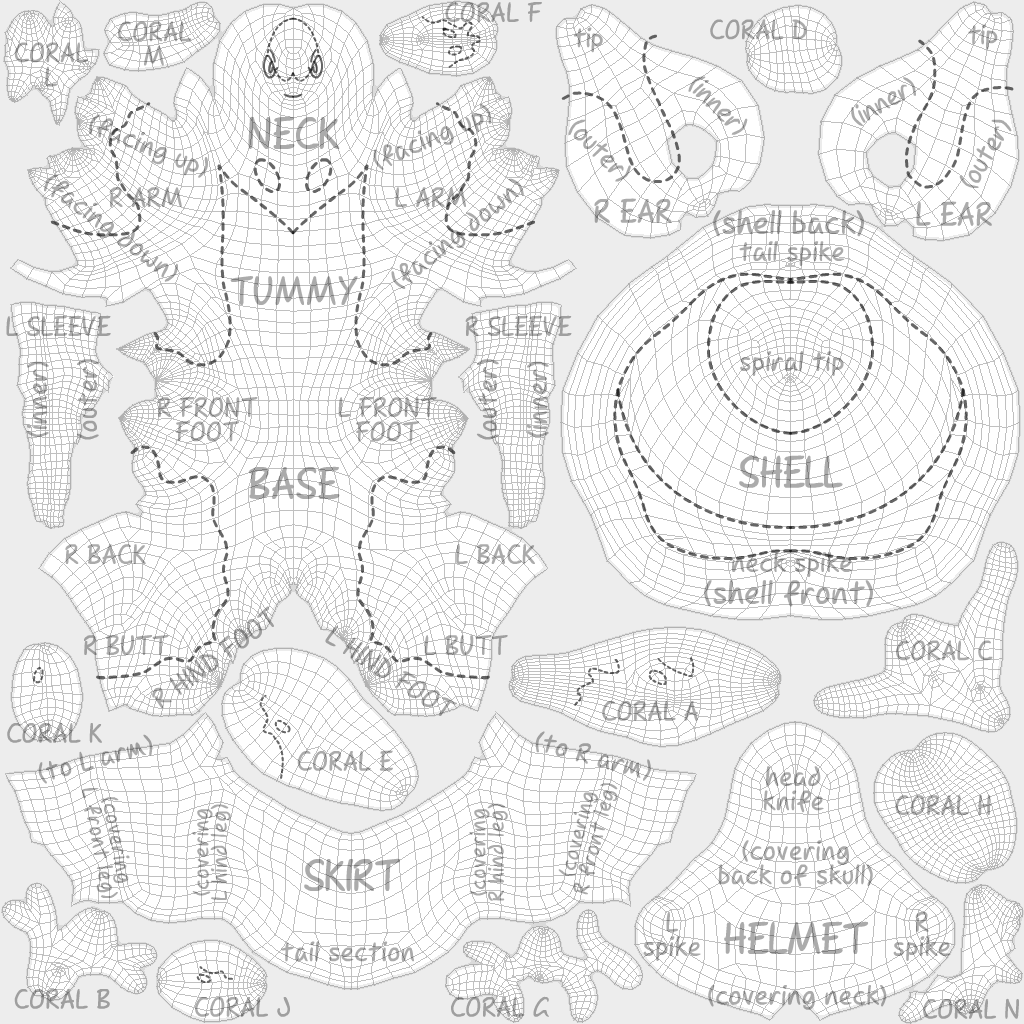 CORAL
L
CORAL
M
CORAL F
CORAL D
tip
tip
NECK
(facing up)
(facing up)
(inner)
(inner)
(outer)
(outer)
R ARM
L ARM
(facing down)
(facing down)
R EAR
L EAR
(shell back)
tail spike
TUMMY
L SLEEVE
R SLEEVE
(inner)
(outer)
(outer)
(inner)
spiral tip
R FRONT
FOOT
L FRONT
FOOT
BASE
SHELL
R BACK
L BACK
neck spike
(shell front)
R BUTT
L BUTT
R HIND FOOT
L HIND FOOT
CORAL C
CORAL A
CORAL K
CORAL E
(to L arm)
(to R arm)
(covering
L front leg)
(covering
L hind leg)
(covering
R hind leg)
(covering
R front leg)
SKIRT
tail section
head
knife
CORAL H
(covering
back of skull)
L
spike
HELMET
R
spike
(covering neck)
CORAL B
CORAL J
CORAL G
CORAL N